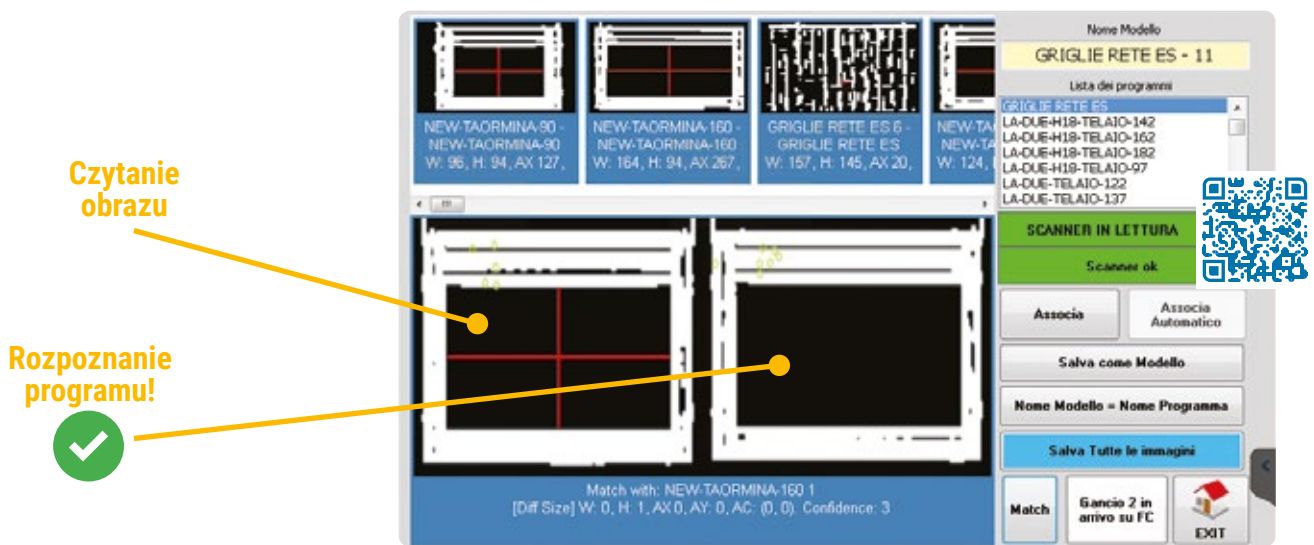 Czytanie
obrazu
Rozpoznanie
programu!
NEW-TAORMINA-90 -
NEW-TAORMINA-90
W: 96, H: 94, AX 127,
NEW-TAORMINA-160 -
NEW-TAORMINA-160
W: 164, H: 94, AX 267,
GRIGLIE RETE ES 6 -
GRIGLIE RETE ES
W: 157, H: 145, AX 20,
NEW-TA
NEW-TA
W: 124,
Match with: NEW-TAORMINA-160 1
[Diff Size] W: 0, H: 1, AX 0, AY: 0, AC: (0, 0). Confidence: 3
Nome Modello
GRIGLIE RETE ES - 11
Lista dei programmi
GRIGLIE RETE ES
LA-DUE-H18-TELAIO-142
LA-DUE-H18-TELAIO-162
LA-DUE-H18-TELAIO-182
LA-DUE-H18-TELAIO-97
LA-DUE-TELAIO-122
LA-DUE-TELAIO-137
SCANNER IN LETTURA
Scanner ok
Associa
Associa
Automatico
Salva come Modello
Nome Modello = Nome Programma
Salva Tutte le immagini
Match
Gancio 2 in
arrivo su FC
EXIT